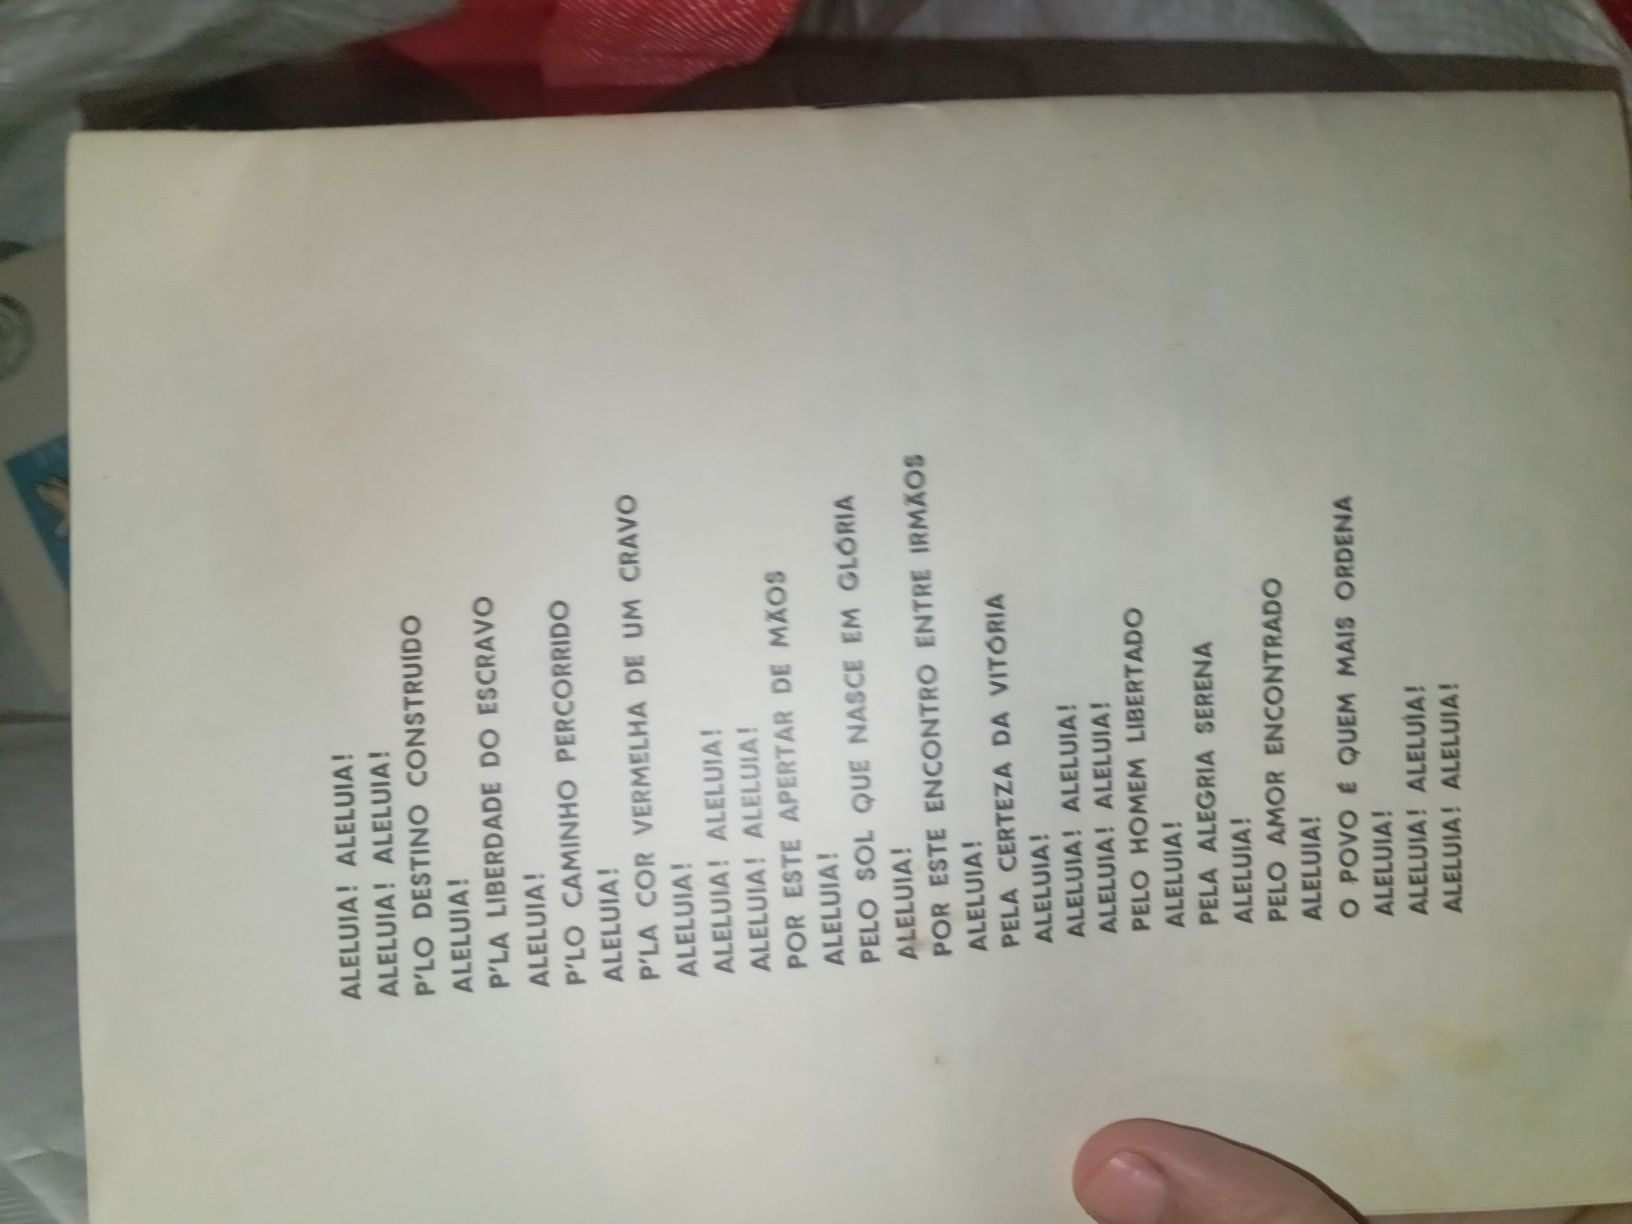 ALELUIA! ALELUIA!
ALELUIA! ALELUIA!
P'LO DESTINO CONSTRUIDO
ALELUIA!
P'LA LIBERDADE DO ESCRAVO
ALELUIA!
P'LO CAMINHO PERCORRIDO
ALELUIA!
P'LA COR VERMELHA DE UM CRAVO
ALELUIA!
ALELUIA! ALELUIA!
ALELUIA! ALELUIA!
POR ESTE APERTAR DE MÃOS
ALELUIA!
PELO SOL QUE NASCE EM GLÓRIA
ALELUIA!
POR ESTE ENCONTRO ENTRE IRMÃOS
ALELUIA!
PELA CERTEZA DA VITÓRIA
ALELUIA!
ALELUIA! ALELUIA!
ALELUIA! ALELUIA!
PELO HOMEM LIBERTADO
ALELUIA!
PELA ALEGRIA SERENA
ALELUIA!
PELO AMOR ENCONTRADO
ALELUIA!
O POVO É QUEM MAIS ORDENA
ALELUIA!
ALELUIA! ALELUIA!
ALELUIA! ALELUIA!